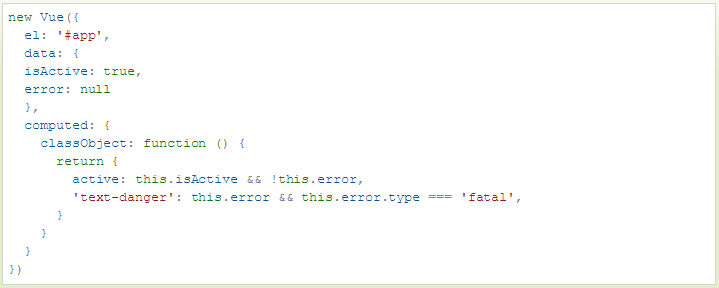 new Vue({
  el: '#app',
  data: {
  isActive: true,
  error: null
  },
  computed: {
    classObject: function () {
      return {
        active: this.isActive && !this.error,
        'text-danger': this.error && this.error.type === 'fatal',
      }
    }
  }
})